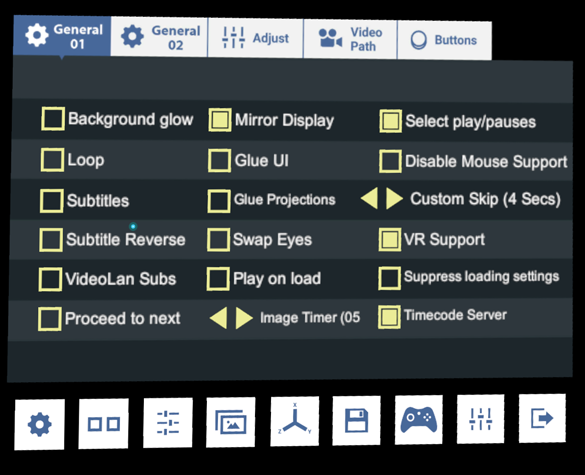 General
01
General
02
Adjust
Video
Path
Buttons
Background glow
Mirror Display
Select play/pauses
Loop
Glue UI
Disable Mouse Support
Subtitles
Glue Projections
Custom Skip (4 Secs)
Subtitle Reverse
Swap Eyes
VR Support
VideoLan Subs
Play on load
Suppress loading settings
Proceed to next
Image Timer (05
Timecode Server
X
Z
Y